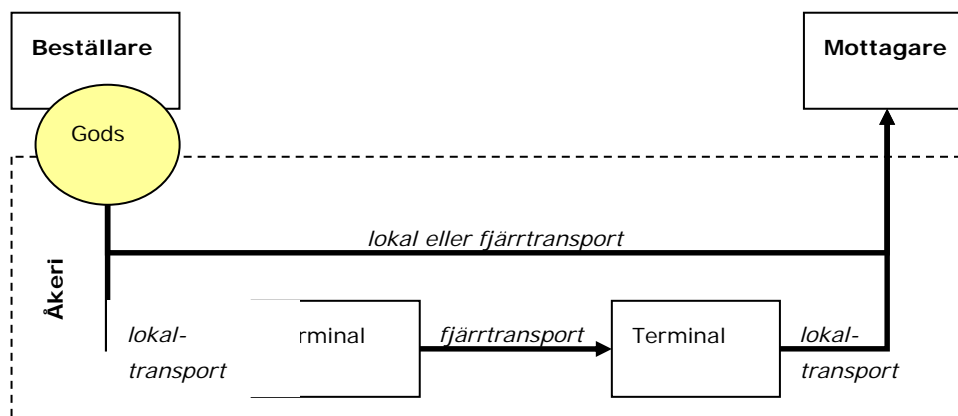 Beställare
Mottagare
Gods
lokal eller fjärrtransport
Åkeri
lokal-
transport
rminal
fjärrtransport
Terminal
lokal-
transport